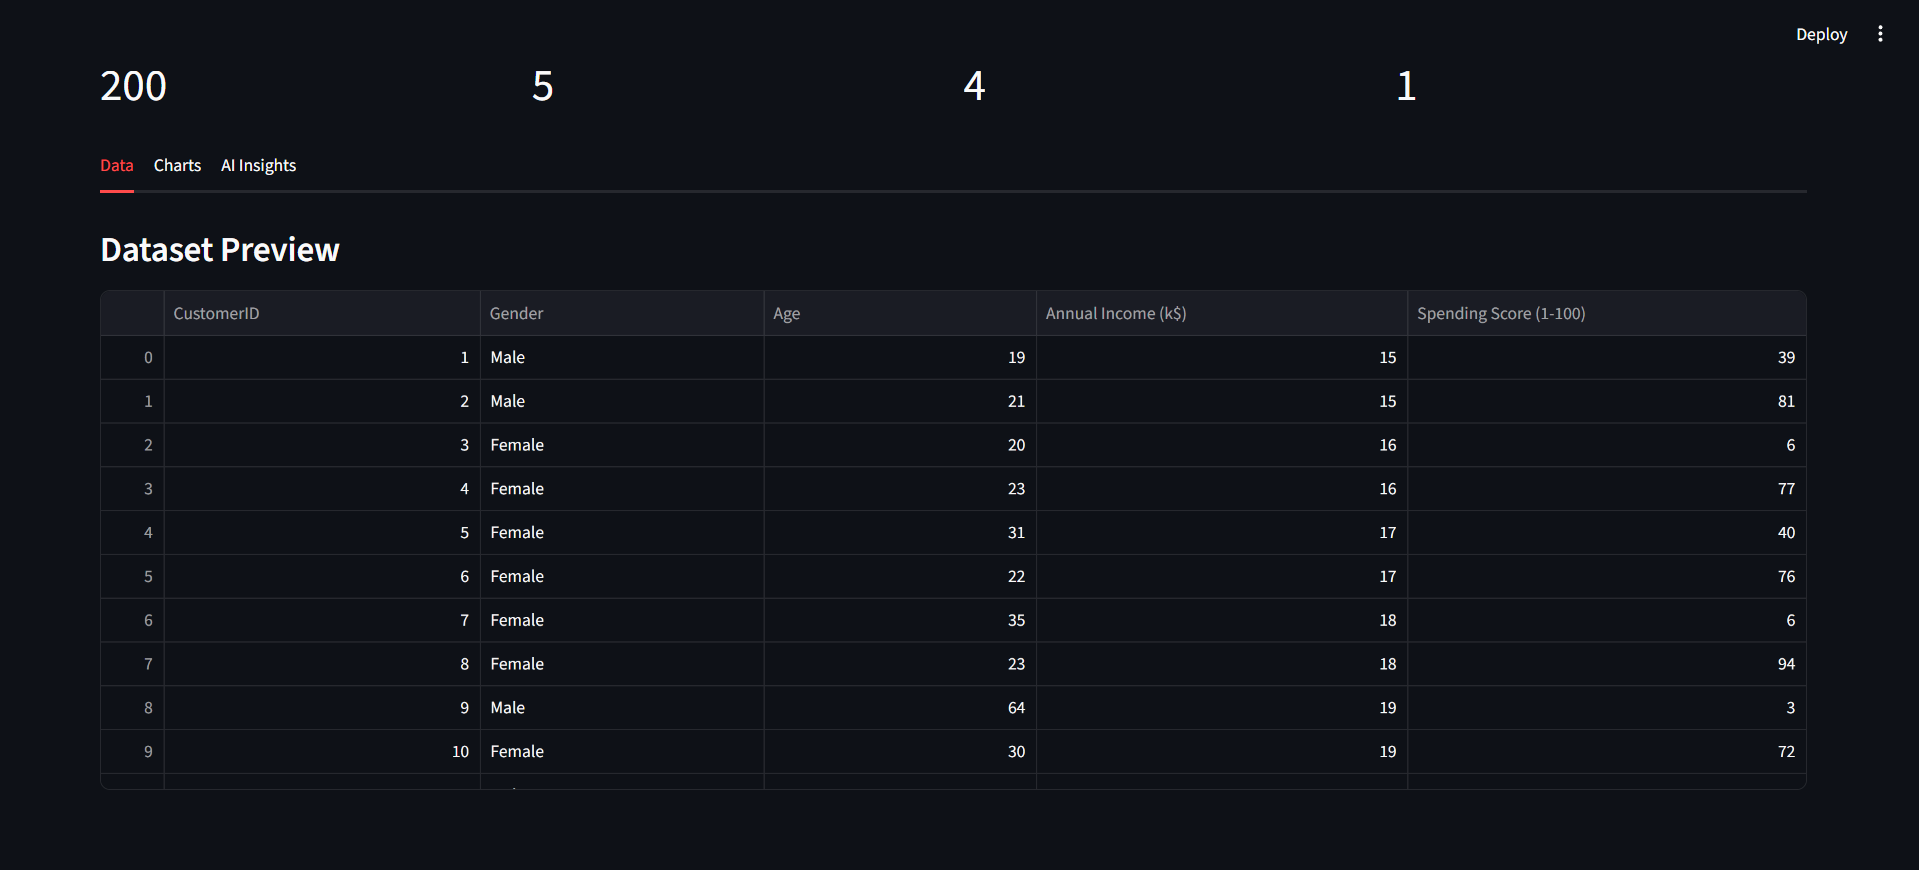 Deploy
200 5 4 1
Data Charts AI Insights
Dataset Preview
CustomerID Gender Age Annual Income (k$) Spending Score (1-100)
0 1 Male 19 15 39
1 2 Male 21 15 81
2 3 Female 20 16 6
3 4 Female 23 16 77
4 5 Female 31 17 40
5 6 Female 22 17 76
6 7 Female 35 18 6
7 8 Female 23 18 94
8 9 Male 64 19 3
9 10 Female 30 19 72